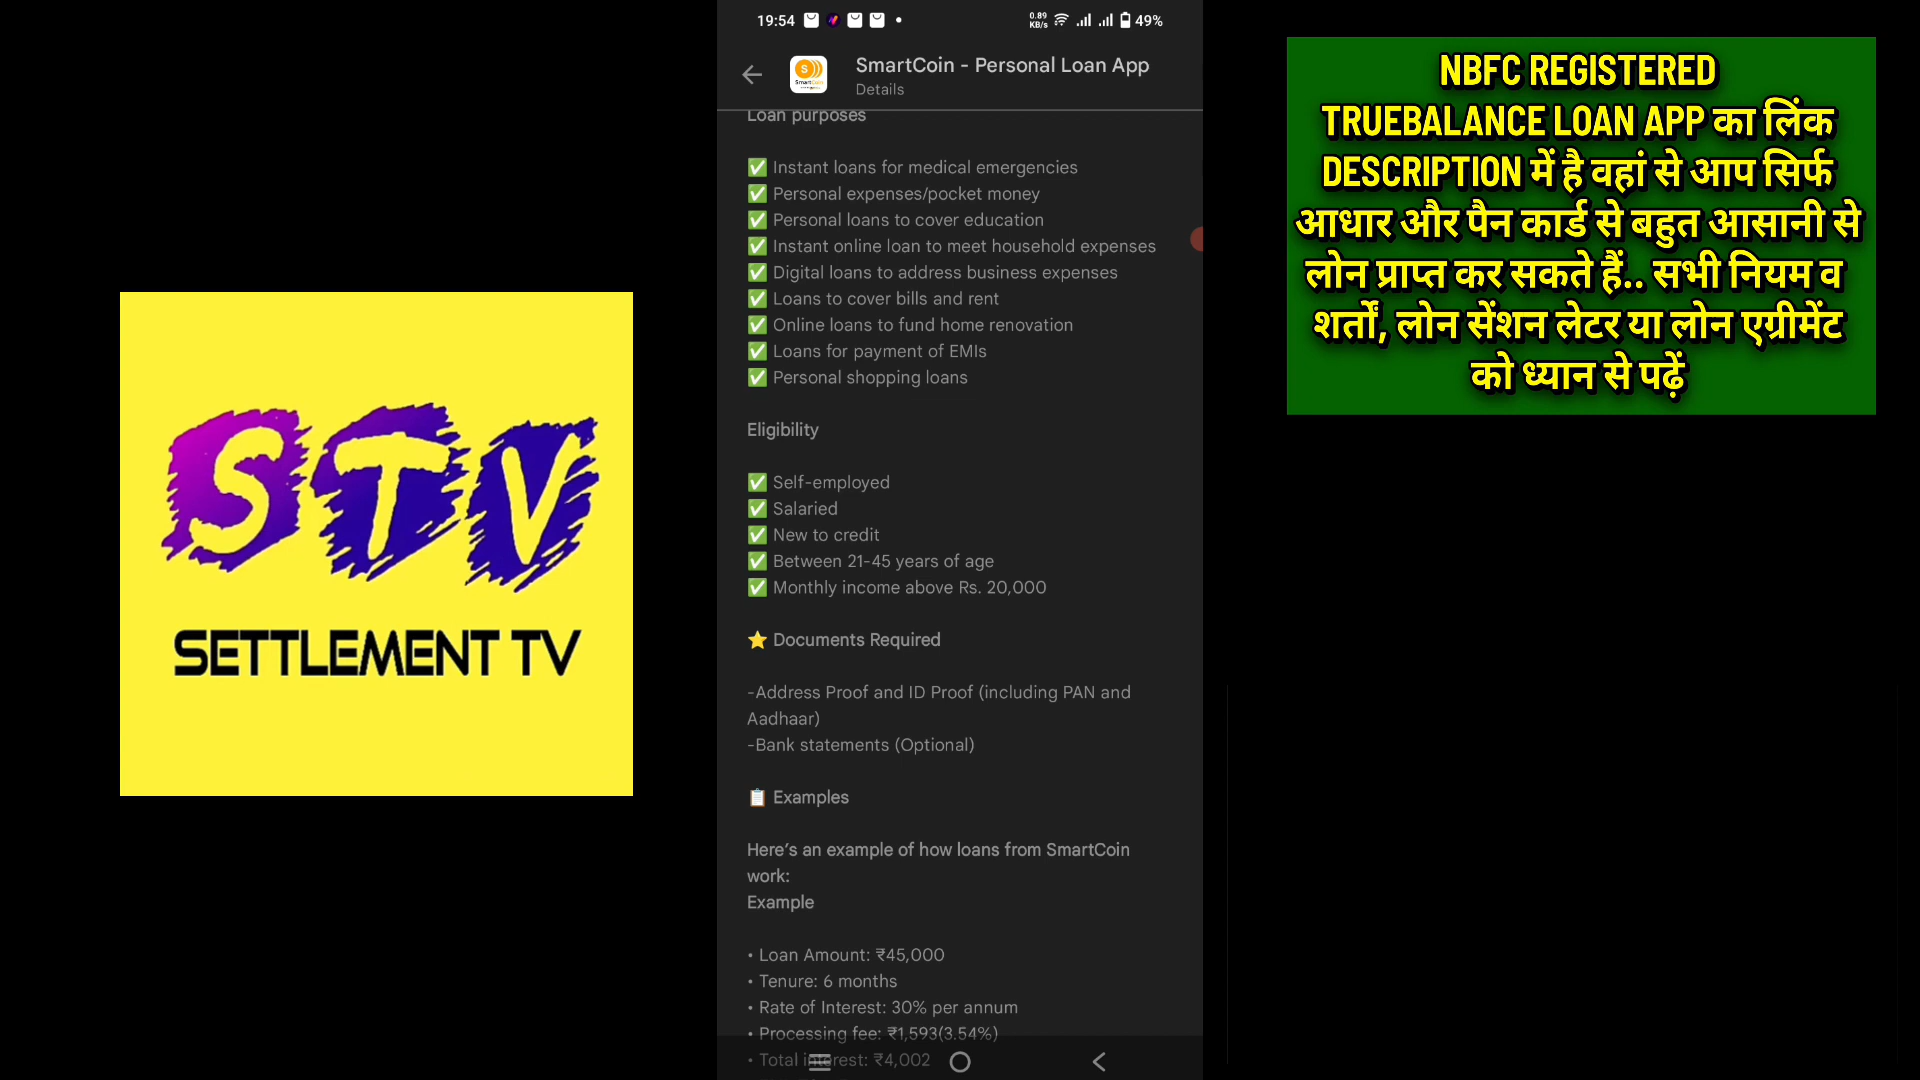 STV
SETTLEMENT TV
19:54
0.89
KB/s
49%
SmartCoin - Personal Loan App
Details
Loan purposes
✅ Instant loans for medical emergencies
✅ Personal expenses/pocket money
✅ Personal loans to cover education
✅ Instant online loan to meet household expenses
✅ Digital loans to address business expenses
✅ Loans to cover bills and rent
✅ Online loans to fund home renovation
✅ Loans for payment of EMIs
✅ Personal shopping loans
Eligibility
✅ Self-employed
✅ Salaried
✅ New to credit
✅ Between 21-45 years of age
✅ Monthly income above Rs. 20,000
⭐ Documents Required
-Address Proof and ID Proof (including PAN and
Aadhaar)
-Bank statements (Optional)
📋 Examples
Here's an example of how loans from SmartCoin
work:
Example
• Loan Amount: ₹45,000
• Tenure: 6 months
• Rate of Interest: 30% per annum
• Processing fee: ₹1,593(3.54%)
• Total interest: ₹4,002
NBFC REGISTERED
TRUEBALANCE LOAN APP का लिंक
DESCRIPTION में है वहां से आप सिर्फ
आधार और पैन कार्ड से बहुत आसानी से
लोन प्राप्त कर सकते हैं.. सभी नियम व
शर्तों, लोन सेंशन लेटर या लोन एग्रीमेंट
को ध्यान से पढ़ें